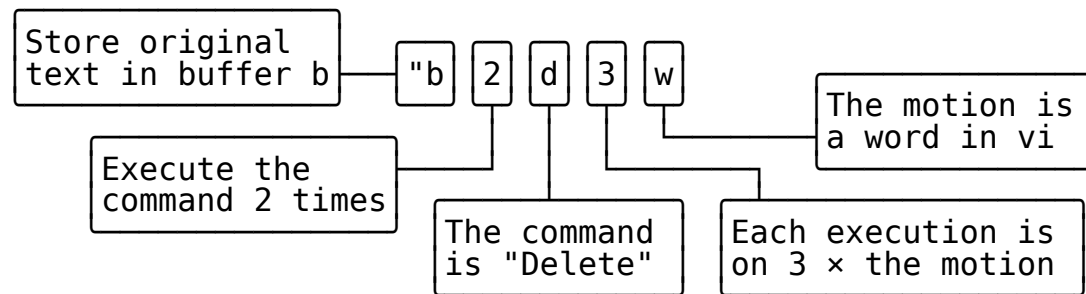 Store original
text in buffer b
"b 2 d 3 w
The motion is
a word in vi
Execute the
command 2 times
The command
is "Delete"
Each execution is
on 3 × the motion